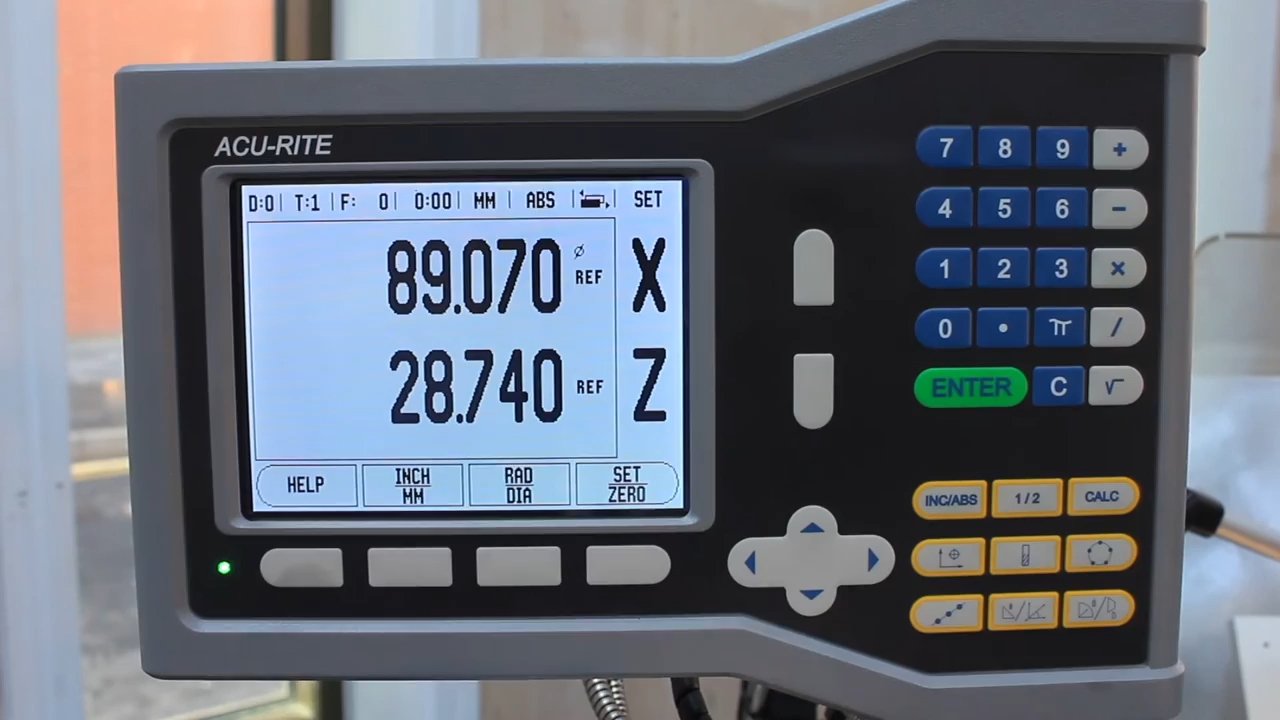 ACU-RITE
D:0 T:1 F: 0 0:00 MM ABS SET
89.070 Ø REF X
28.740 REF Z
HELP INCH/MM RAD/DIA SET/ZERO
7 8 9 +
4 5 6 -
1 2 3 ×
0 . π /
ENTER C √
INC/ABS 1/2 CALC